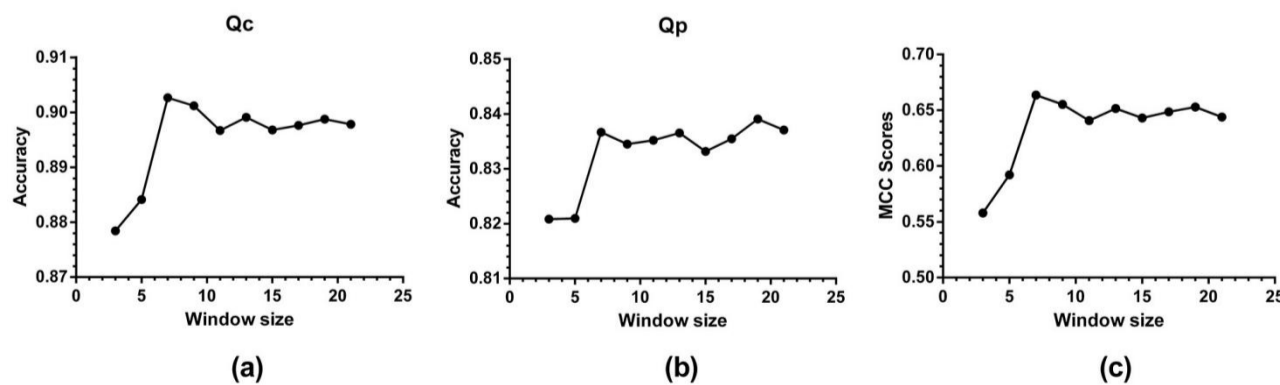 Qc
Accuracy
0.91
0.90
0.89
0.88
0.87
0 5 10 15 20 25
Window size
(a)
Qp
Accuracy
0.85
0.84
0.83
0.82
0.81
0 5 10 15 20 25
Window size
(b)
MCC Scores
0.70
0.65
0.60
0.55
0.50
0 5 10 15 20 25
Window size
(c)